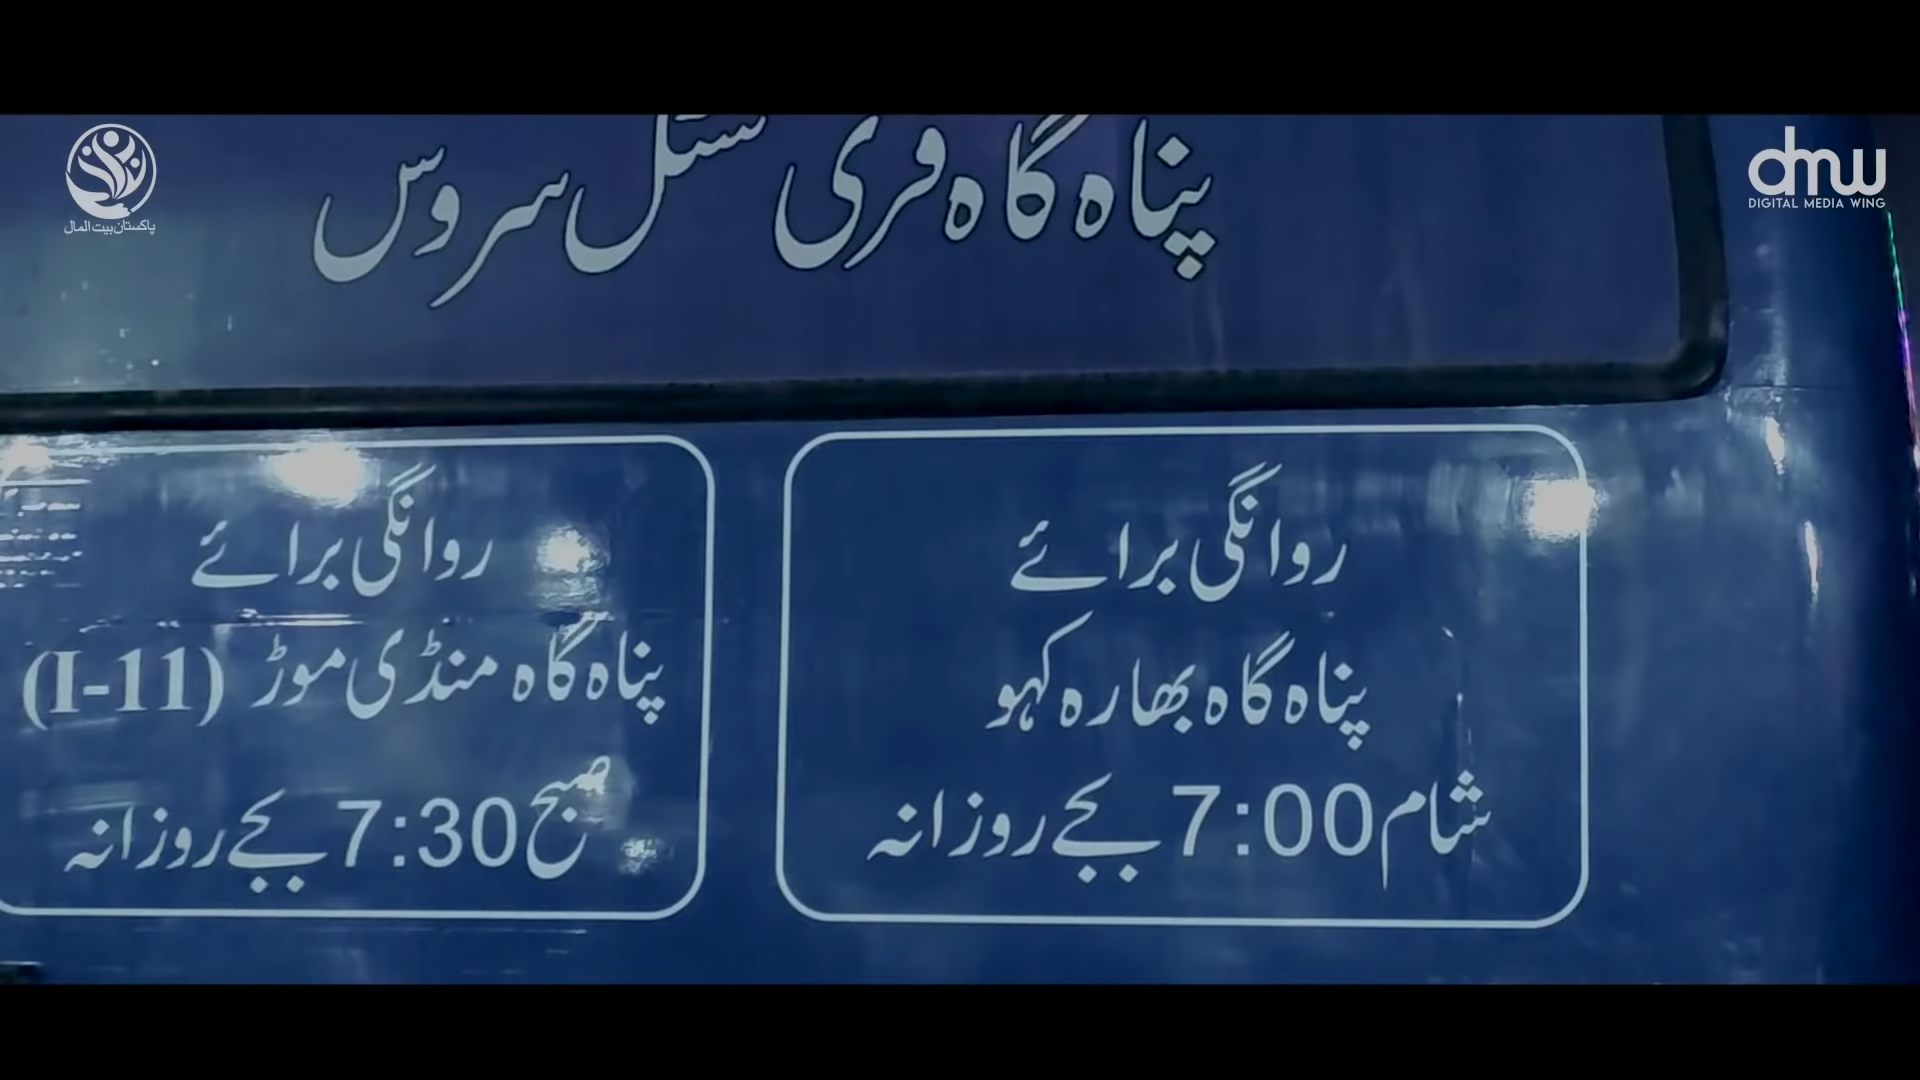 پاکستان بیت المال
dmw
DIGITAL MEDIA WING
پناہ گاہ فری شٹل سروس
روانگی برائے
پناہ گاہ بھارہ کہو
شام 7:00 بجے روزانہ
روانگی برائے
پناہ گاہ منڈی موڑ (I-11)
صبح 7:30 بجے روزانہ